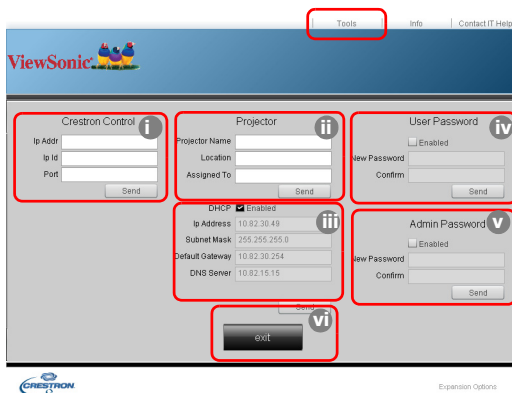 Tools Info Contact IT Help
ViewSonic
Crestron Control i
Ip Addr
Ip Id
Port
Send
Projector ii
Projector Name
Location
Assigned To
Send
DHCP Enabled iii
Ip Address 10.82.30.49
Subnet Mask 255.255.255.0
Default Gateway 10.82.30.254
DNS Server 10.82.15.15
Send
User Password iv
Enabled
New Password
Confirm
Send
Admin Password v
Enabled
New Password
Confirm
Send
vi
exit
CRESTRON
Expansion Options